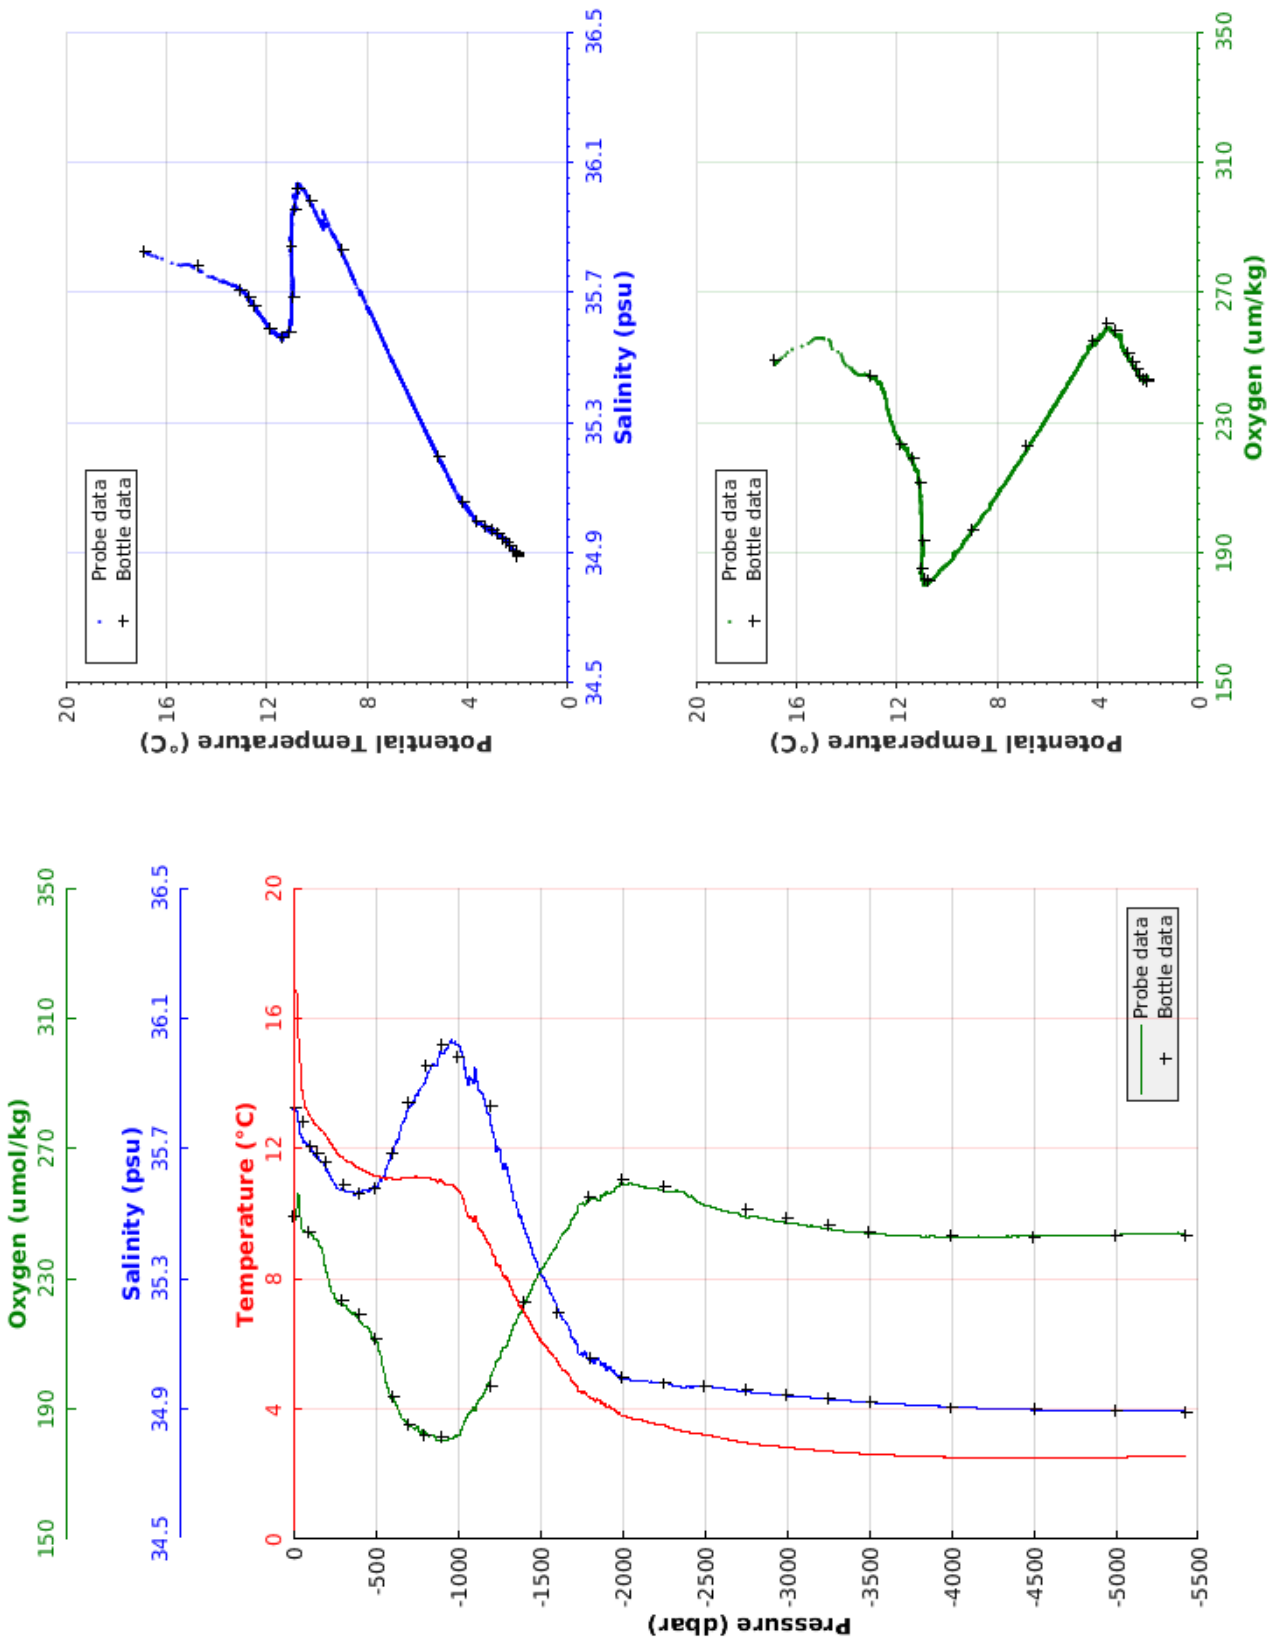 Oxygen (umol/kg)
150 190 230 270 310 350
Salinity (psu)
34.5 34.9 35.3 35.7 36.1 36.5
Temperature (°C)
0 4 8 12 16 20
0
-500
-1000
-1500
-2000
-2500
-3000
-3500
-4000
-4500
-5000
-5500
Pressure (dbar)
Probe data
Bottle data
20
16
12
8
4
0
Potential Temperature (°C)
Probe data
Bottle data
34.5 34.9 35.3 35.7 36.1 36.5
Salinity (psu)
20
16
12
8
4
0
Potential Temperature (°C)
Probe data
Bottle data
150 190 230 270 310 350
Oxygen (um/kg)